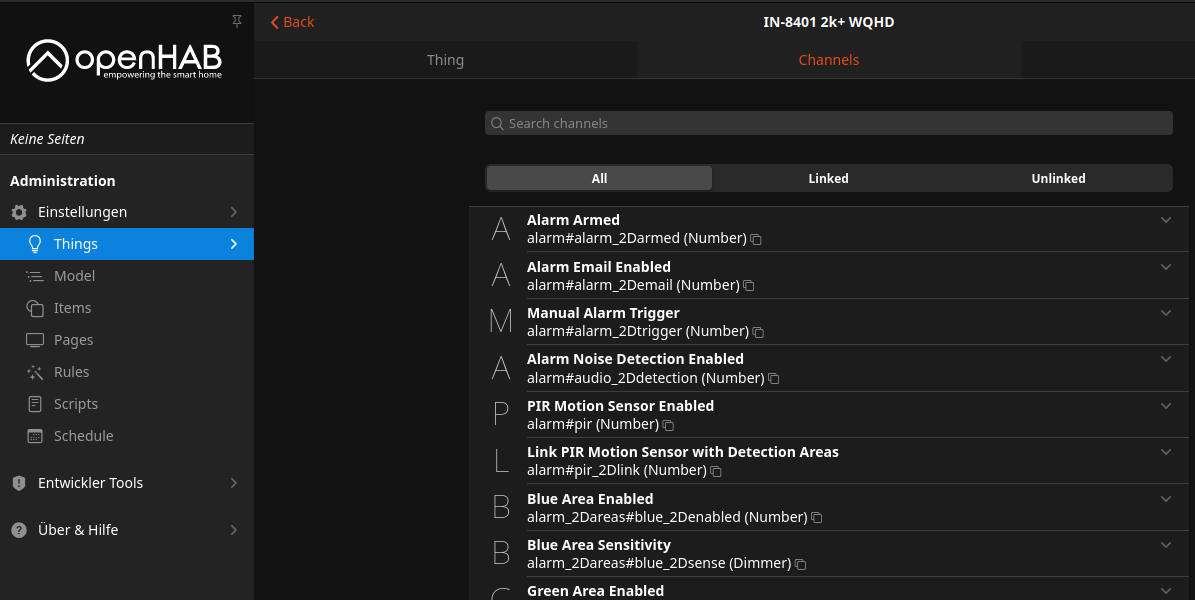 openHAB
empowering the smart home
Keine Seiten
Administration
Einstellungen
Things
Model
Items
Pages
Rules
Scripts
Schedule
Entwickler Tools
Über & Hilfe
Back
IN-8401 2k+ WQHD
Thing
Channels
Search channels
All
Linked
Unlinked
A
Alarm Armed
alarm#alarm_2Darmed (Number)
A
Alarm Email Enabled
alarm#alarm_2Demail (Number)
M
Manual Alarm Trigger
alarm#alarm_2Dtrigger (Number)
A
Alarm Noise Detection Enabled
alarm#audio_2Ddetection (Number)
P
PIR Motion Sensor Enabled
alarm#pir (Number)
L
Link PIR Motion Sensor with Detection Areas
alarm#pir_2Dlink (Number)
B
Blue Area Enabled
alarm_2Dareas#blue_2Denabled (Number)
B
Blue Area Sensitivity
alarm_2Dareas#blue_2Dsense (Dimmer)
G
Green Area Enabled